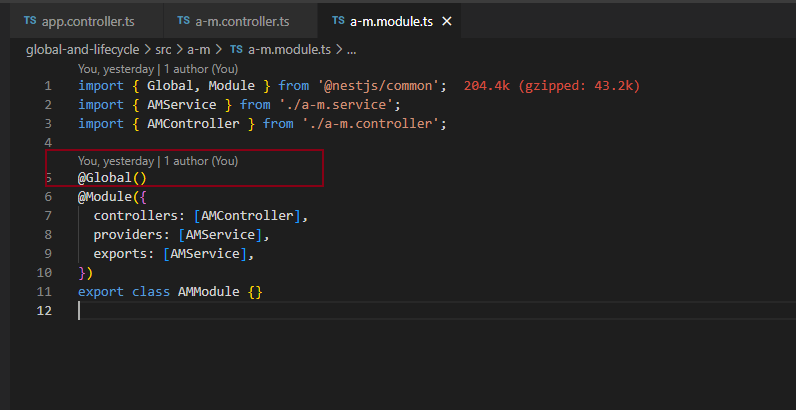 TS app.controller.ts TS a-m.controller.ts TS a-m.module.ts ×
global-and-lifecycle > src > a-m > TS a-m.module.ts > ...
You, yesterday | 1 author (You)
1 import { Global, Module } from '@nestjs/common'; 204.4k (gzipped: 43.2k)
2 import { AMService } from './a-m.service';
3 import { AMController } from './a-m.controller';
4
You, yesterday | 1 author (You)
5 @Global()
6 @Module({
7   controllers: [AMController],
8   providers: [AMService],
9   exports: [AMService],
10 })
11 export class AMModule {}
12